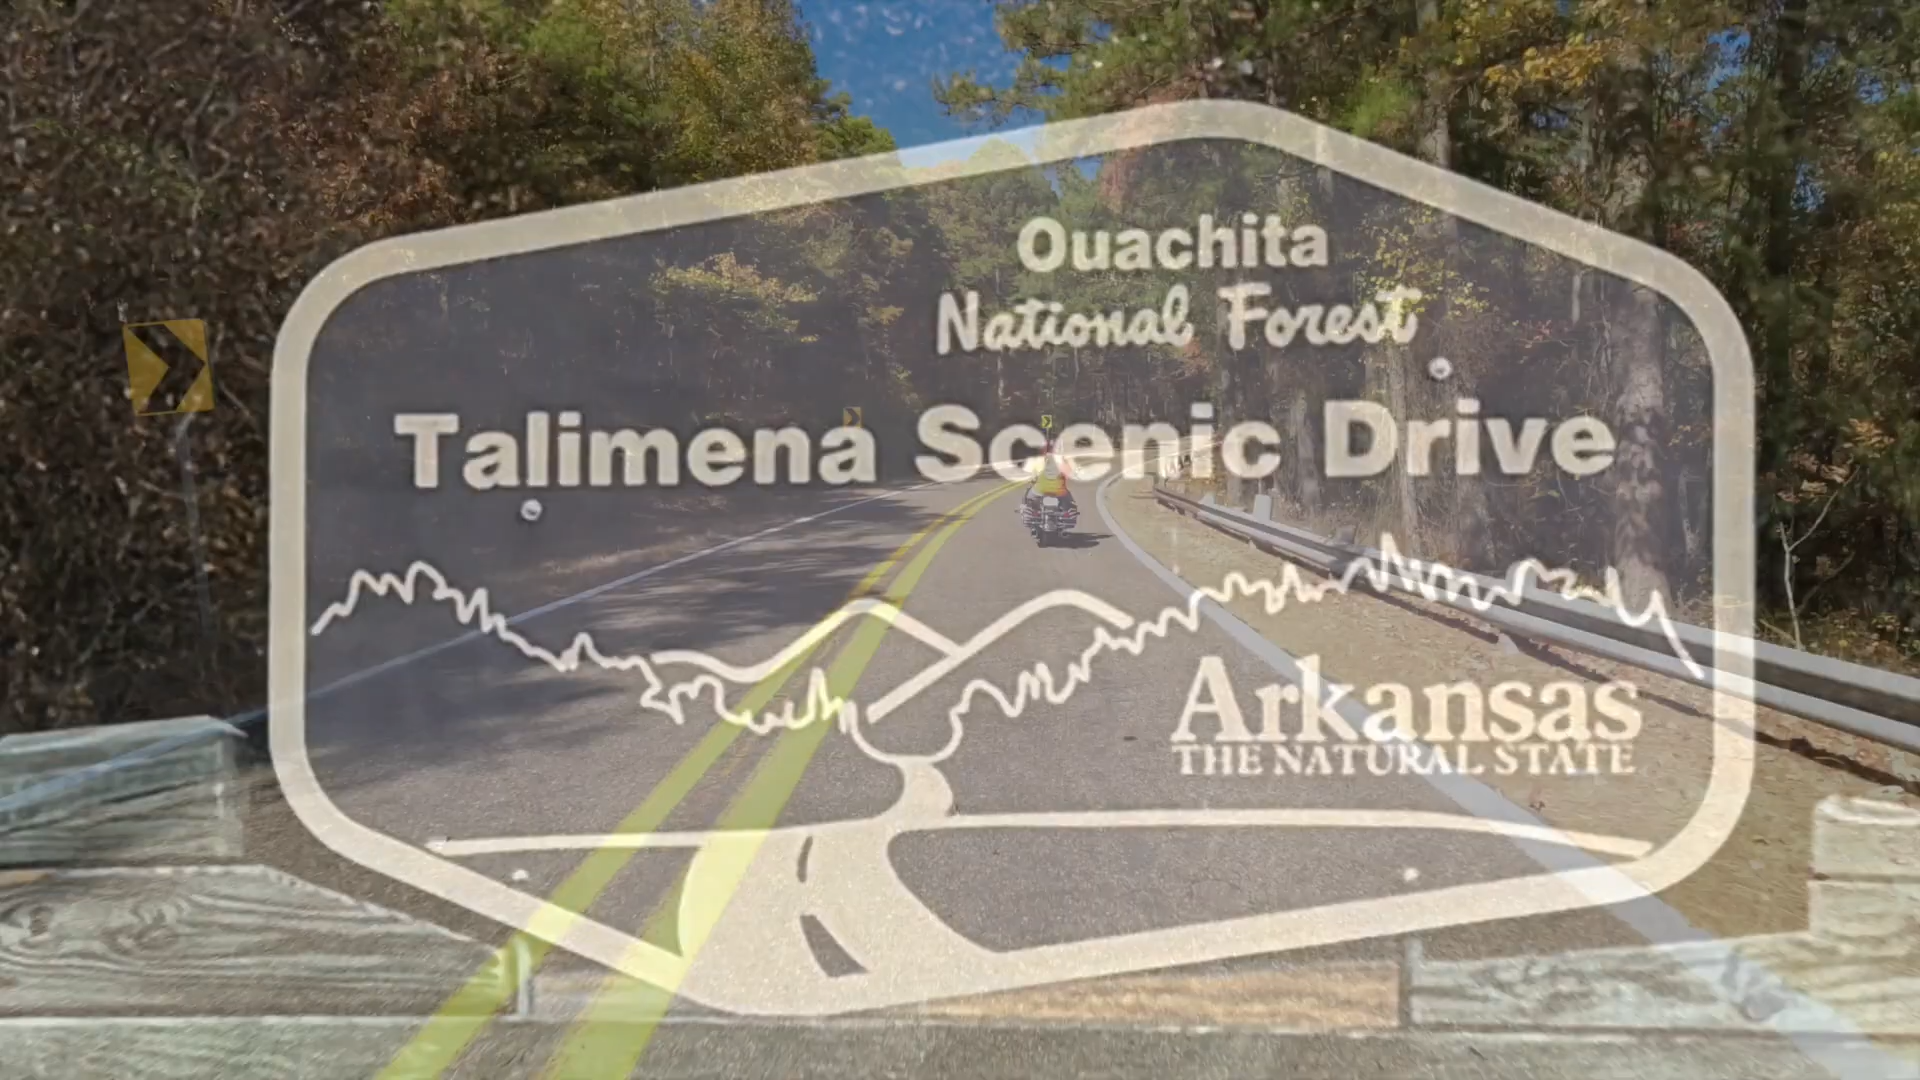 Ouachita
National Forest
Talimena Scenic Drive
Arkansas
THE NATURAL STATE